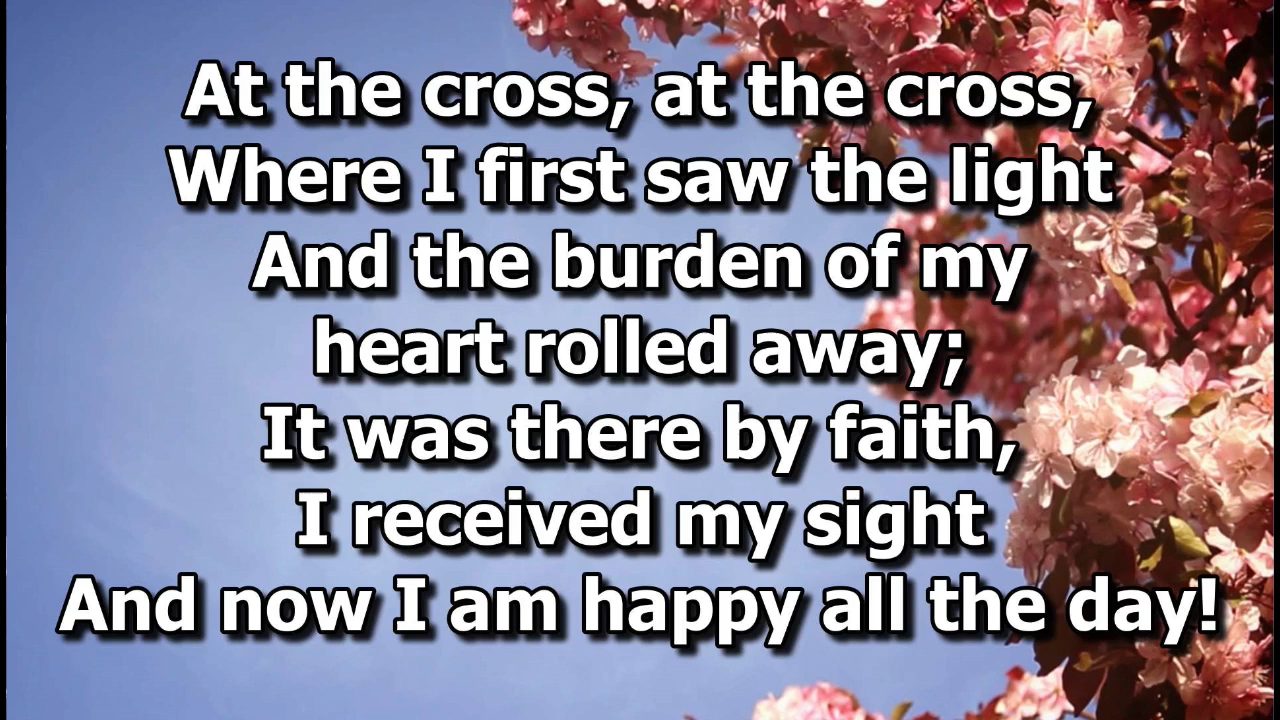 At the cross, at the cross,
Where I first saw the light
And the burden of my
heart rolled away;
It was there by faith,
I received my sight
And now I am happy all the day!